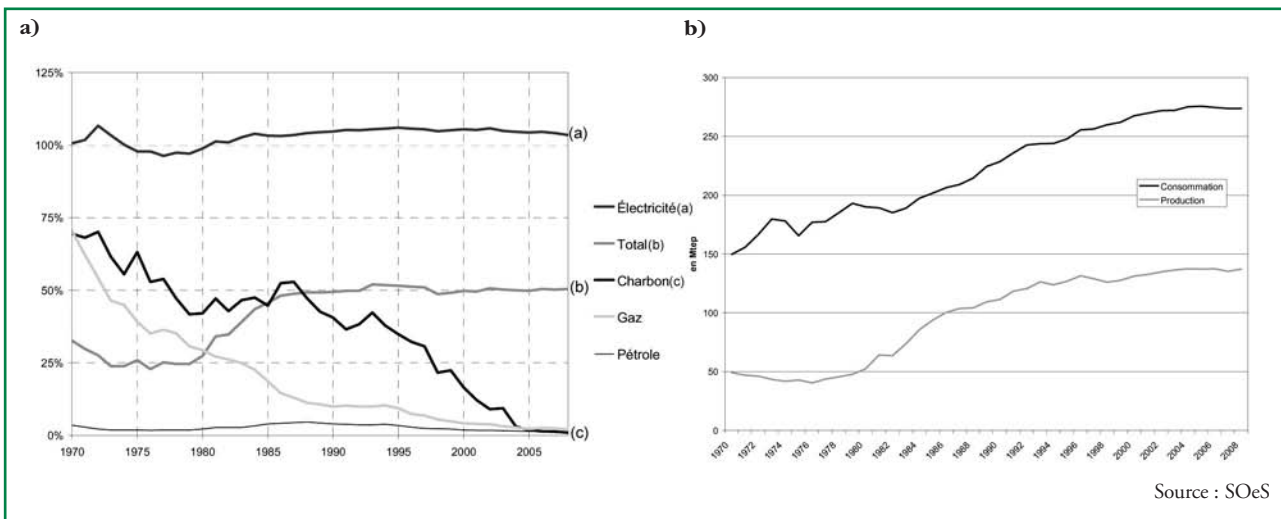 a)
125%
100%
75%
50%
25%
0%
1970 1975 1980 1985 1990 1995 2000 2005
(a)
(b)
(c)
Électricité(a)
Total(b)
Charbon(c)
Gaz
Pétrole
b)
300
250
200
150
100
50
0
en Mtep
Consommation
Production
1970 1972 1974 1976 1978 1980 1982 1984 1986 1988 1990 1992 1994 1996 1998 2000 2002 2004 2006 2008
Source : SOeS